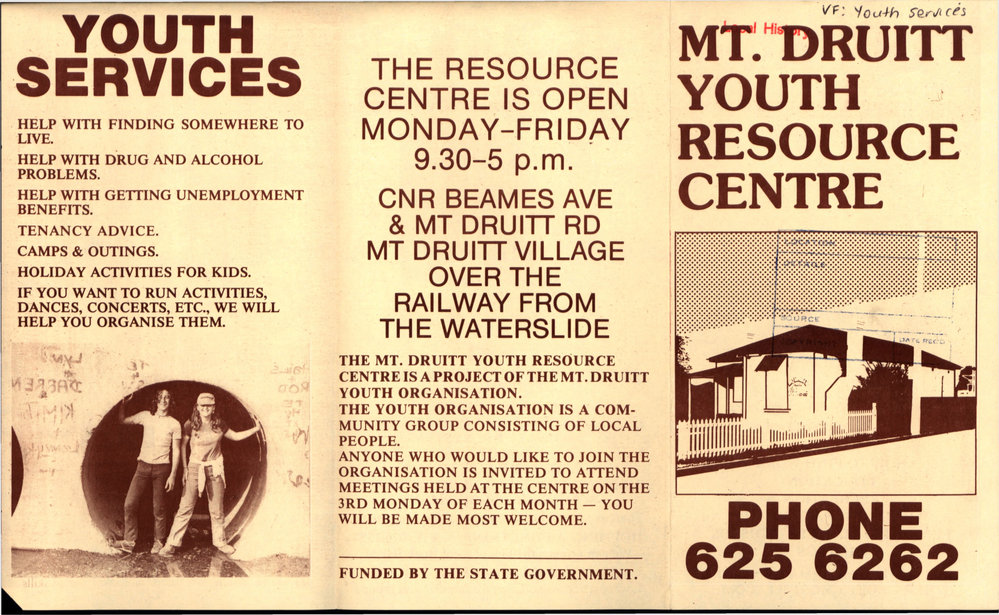 YOUTH
SERVICES
HELP WITH FINDING SOMEWHERE TO
LIVE.
HELP WITH DRUG AND ALCOHOL
PROBLEMS.
HELP WITH GETTING UNEMPLOYMENT
BENEFITS.
TENANCY ADVICE.
CAMPS & OUTINGS.
HOLIDAY ACTIVITIES FOR KIDS.
IF YOU WANT TO RUN ACTIVITIES,
DANCES, CONCERTS, ETC., WE WILL
HELP YOU ORGANISE THEM.
THE RESOURCE
CENTRE IS OPEN
MONDAY–FRIDAY
9.30–5 p.m.
CNR BEAMES AVE
& MT DRUITT RD
MT DRUITT VILLAGE
OVER THE
RAILWAY FROM
THE WATERSLIDE
THE MT. DRUITT YOUTH RESOURCE
CENTRE IS A PROJECT OF THE MT. DRUITT
YOUTH ORGANISATION.
THE YOUTH ORGANISATION IS A COM-
MUNITY GROUP CONSISTING OF LOCAL
PEOPLE.
ANYONE WHO WOULD LIKE TO JOIN THE
ORGANISATION IS INVITED TO ATTEND
MEETINGS HELD AT THE CENTRE ON THE
3RD MONDAY OF EACH MONTH — YOU
WILL BE MADE MOST WELCOME.
FUNDED BY THE STATE GOVERNMENT.
VF: Youth services
Local History
MT. DRUITT
YOUTH
RESOURCE
CENTRE
LOCATION
SOURCE
COPYRIGHT
DATE RECD
PHONE
625 6262